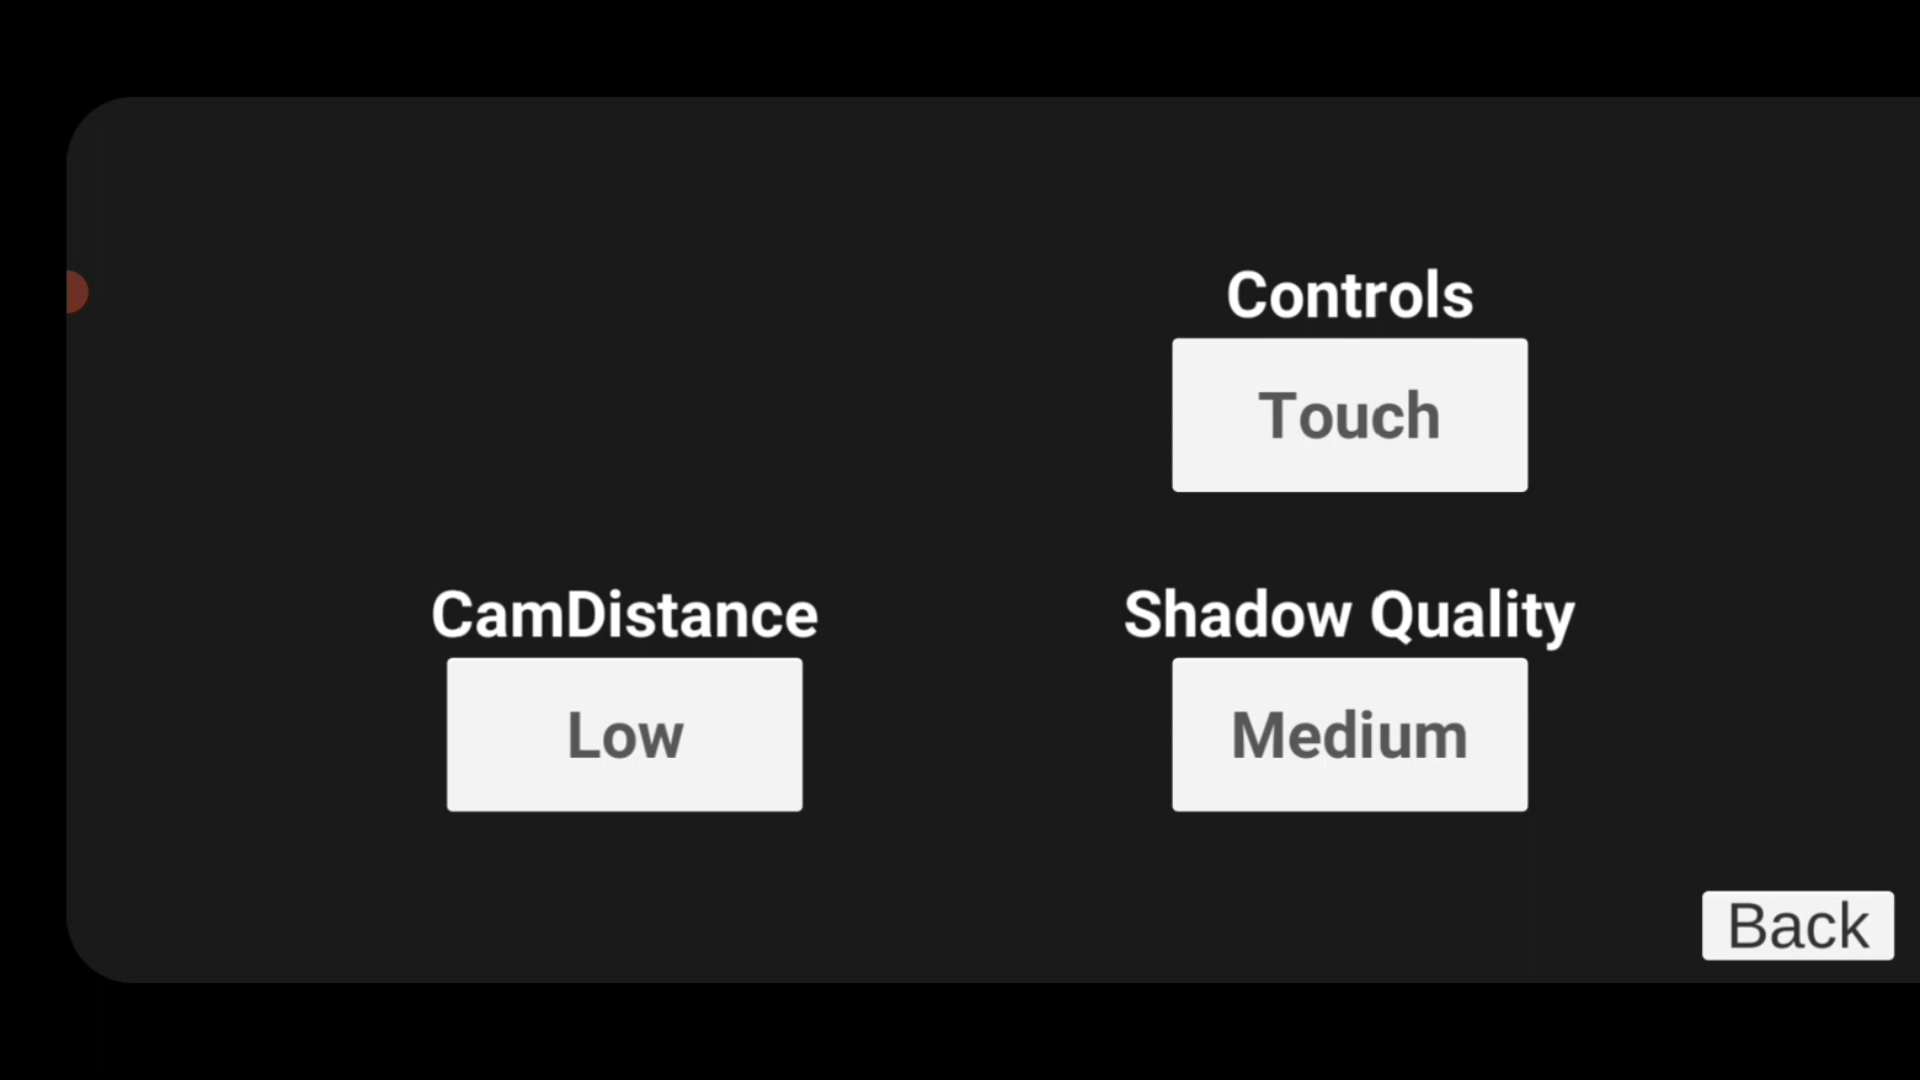 Controls
Touch
CamDistance
Low
Shadow Quality
Medium
Back